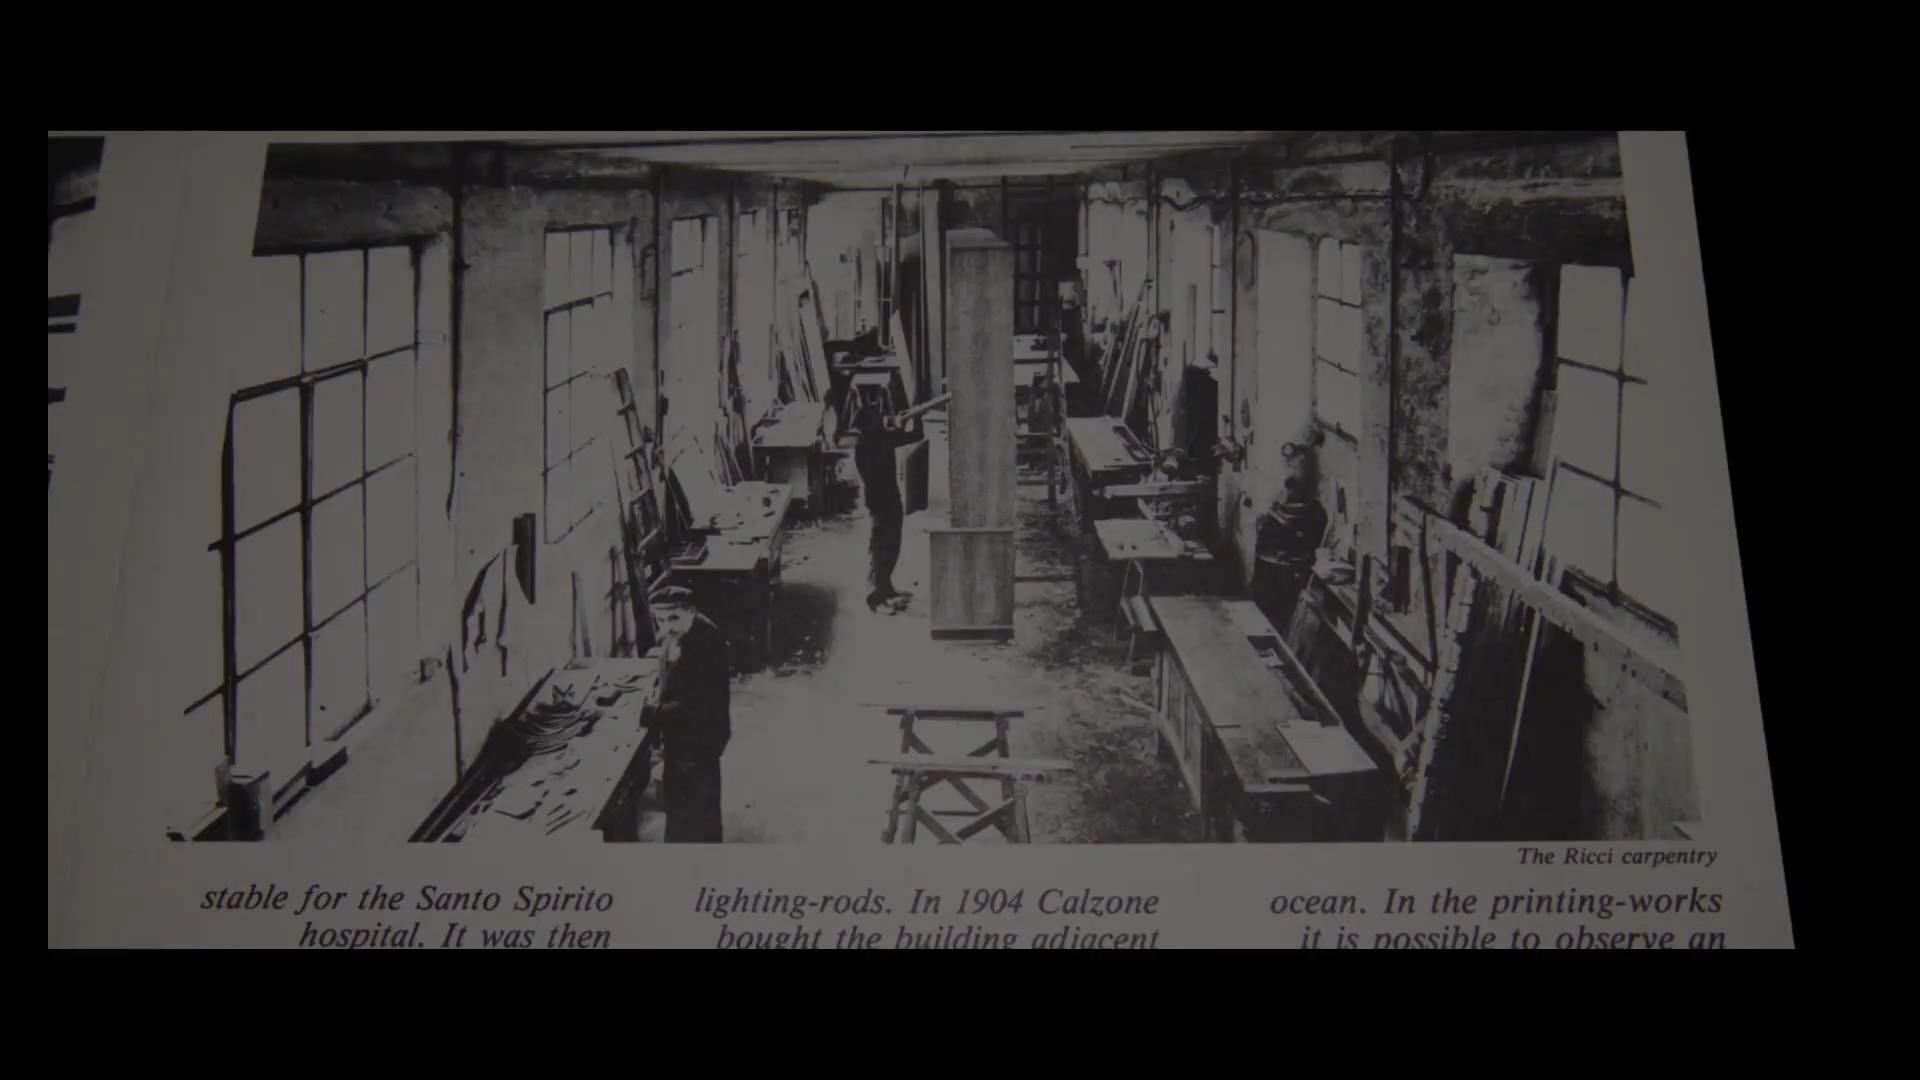 The Ricci carpentry
stable for the Santo Spirito
hospital. It was then
lighting-rods. In 1904 Calzone
bought the building adjacent
ocean. In the printing-works
it is possible to observe an